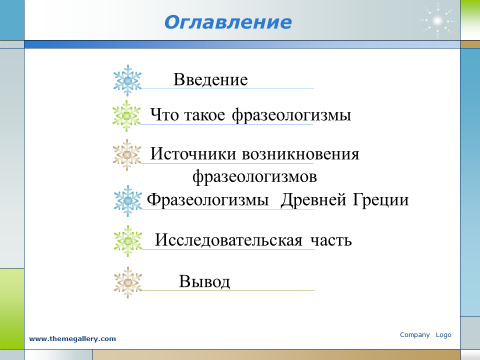 Оглавление
Введение
Что такое фразеологизмы
Источники возникновения
фразеологизмов
Фразеологизмы Древней Греции
Исследовательская часть
Вывод
www.themegallery.com
Company Logo